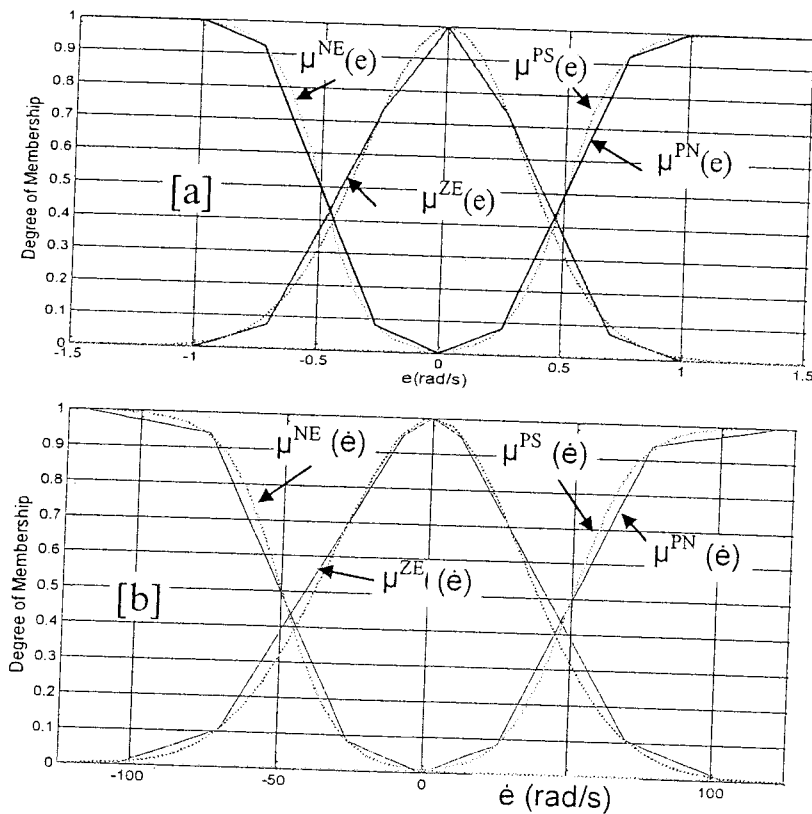 1
0.9
0.8
0.7
0.6
0.5
0.4
0.3
0.2
0.1
0
Degree of Membership
[a]
μ^NE(e)
μ^PS(e)
μ^PN(e)
μ^ZE(e)
-1.5
-1
-0.5
0
0.5
1
1.5
e(rad/s)
1
0.9
0.8
0.7
0.6
0.5
0.4
0.3
0.2
0.1
0
Degree of Membership
[b]
μ^NE (ė)
μ^PS (ė)
μ^PN (ė)
μ^ZE (ė)
-100
-50
0
50
100
ė (rad/s)